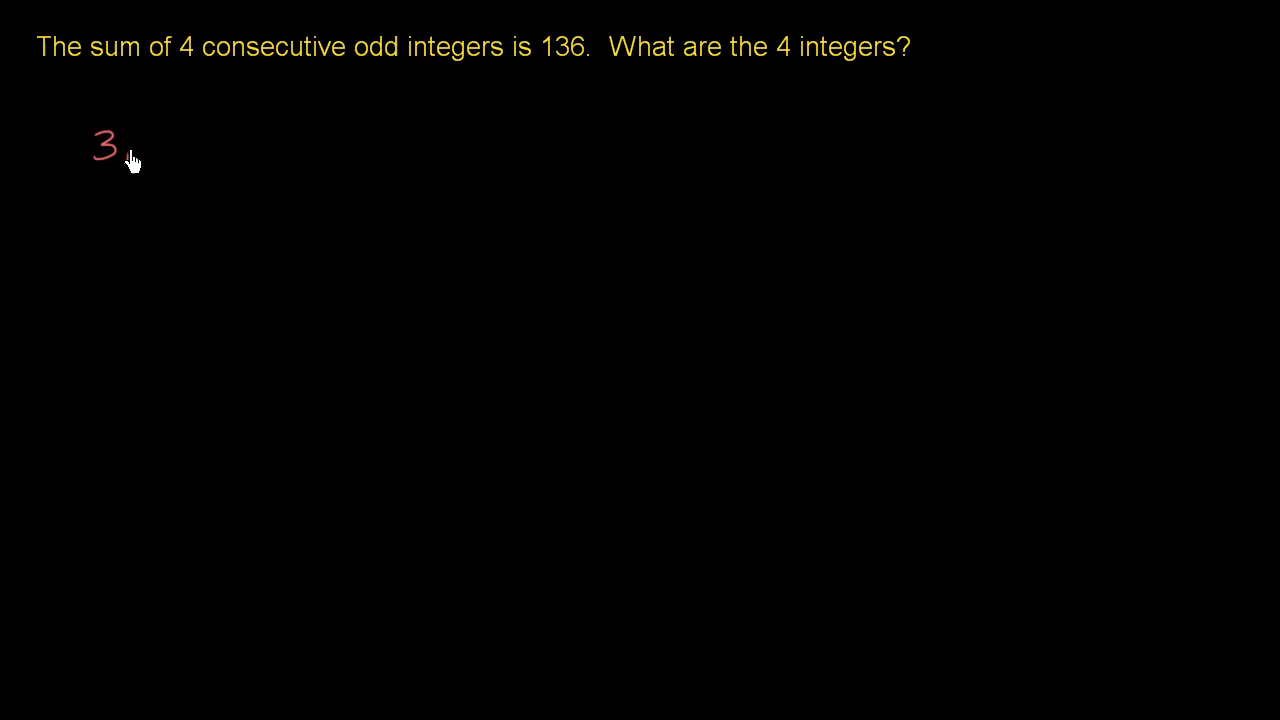 The sum of 4 consecutive odd integers is 136.  What are the 4 integers?
3